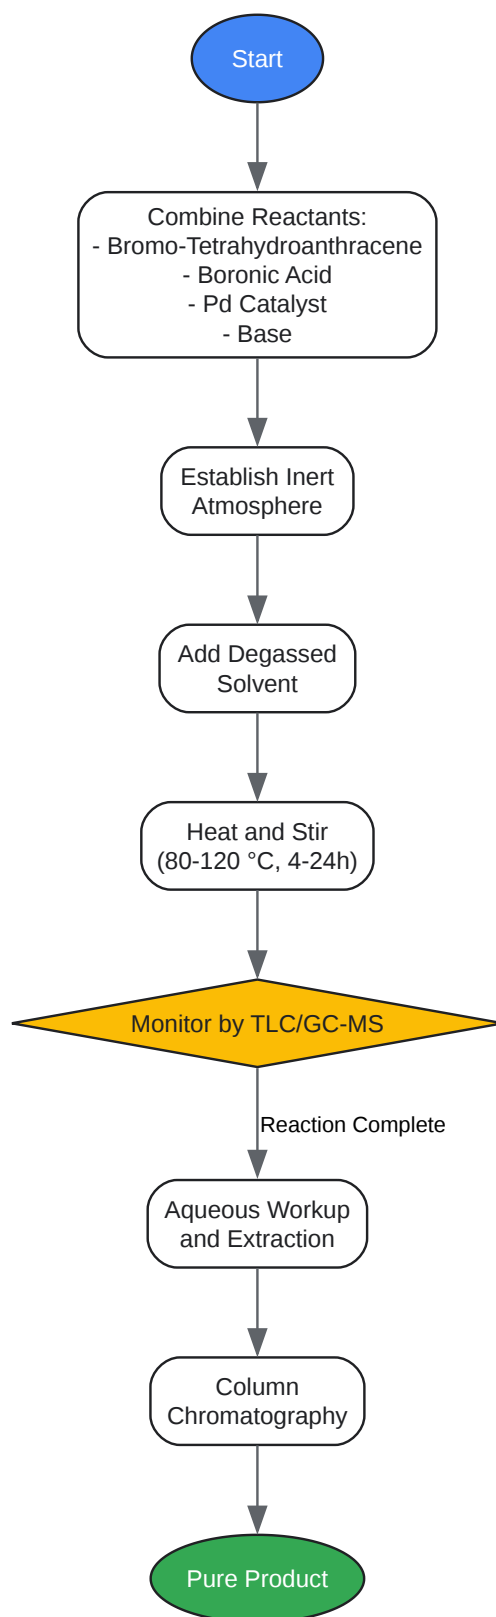 Start
Combine Reactants:
- Bromo-Tetrahydroanthracene
- Boronic Acid
- Pd Catalyst
- Base
Establish Inert
Atmosphere
Add Degassed
Solvent
Heat and Stir
(80-120 °C, 4-24h)
Monitor by TLC/GC-MS
Reaction Complete
Aqueous Workup
and Extraction
Column
Chromatography
Pure Product